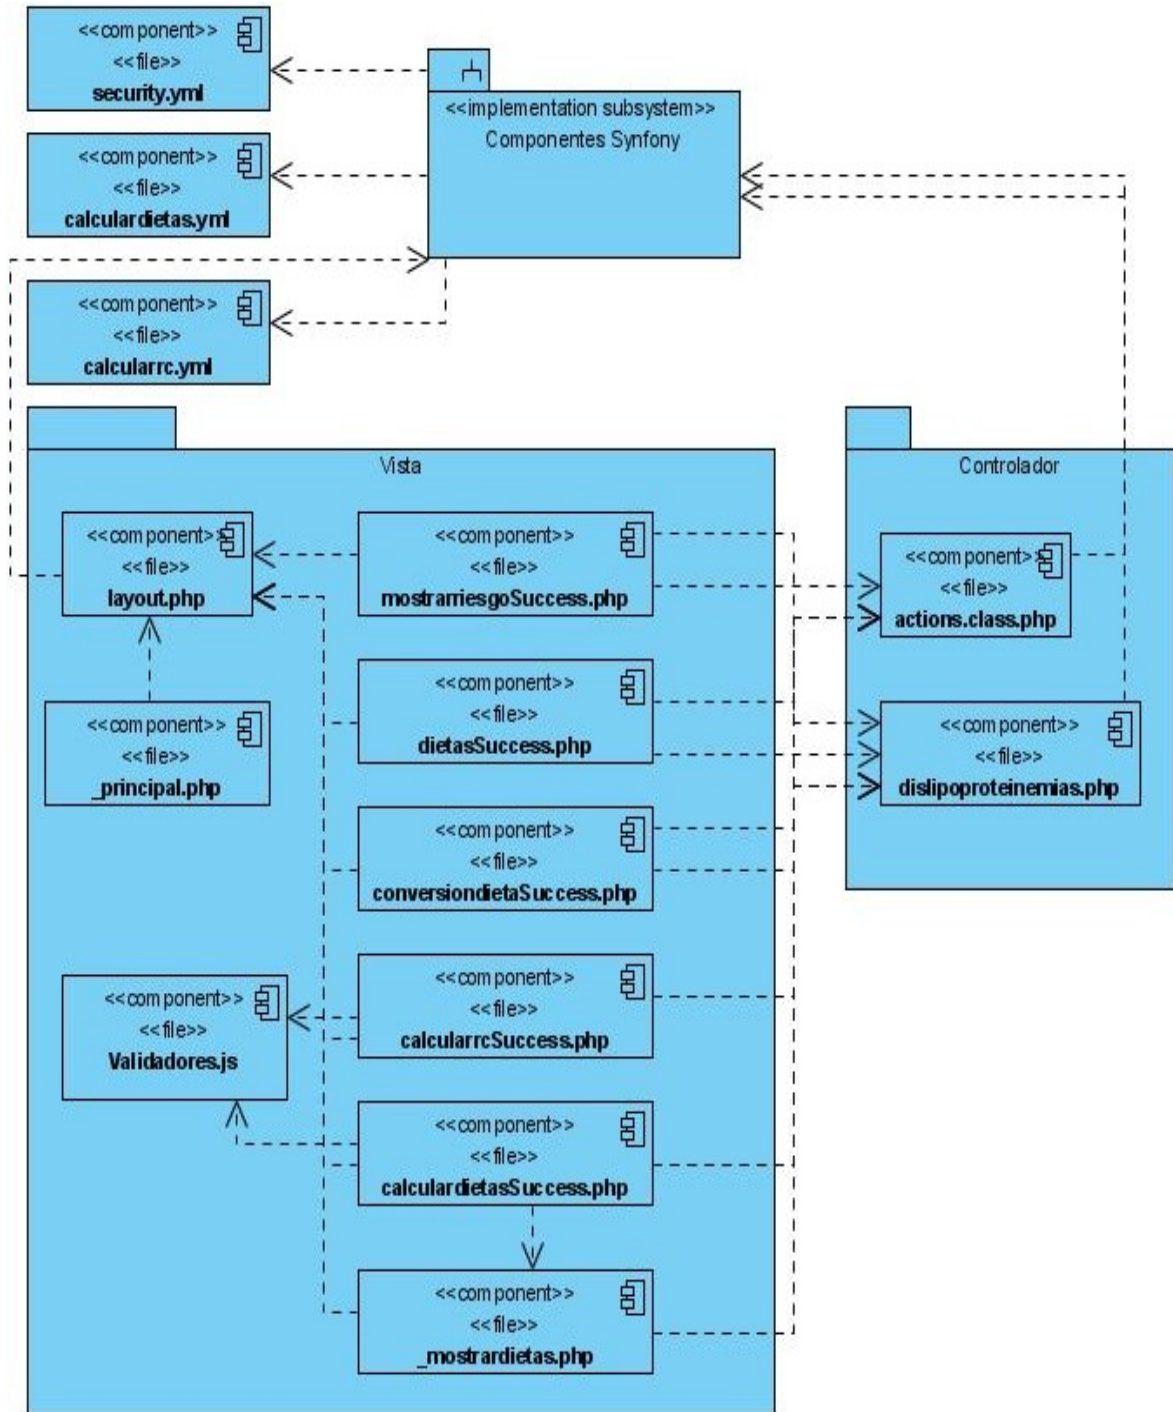 <<component>>
<<file>>
security.yml
<<implementation subsystem>>
Componentes Synfony
<<component>>
<<file>>
calculardietas.yml
<<component>>
<<file>>
calcularrc.yml
Vista
<<component>>
<<file>>
layout.php
<<component>>
<<file>>
mostrarriesgoSuccess.php
<<component>>
<<file>>
_principal.php
<<component>>
<<file>>
dietasSuccess.php
<<component>>
<<file>>
conversiondietaSuccess.php
<<component>>
<<file>>
Validadores.js
<<component>>
<<file>>
calcularrcSuccess.php
<<component>>
<<file>>
calculardietasSuccess.php
<<component>>
<<file>>
_mostrardietas.php
Controlador
<<component>>
<<file>>
actions.class.php
<<component>>
<<file>>
dislipoproteinemias.php